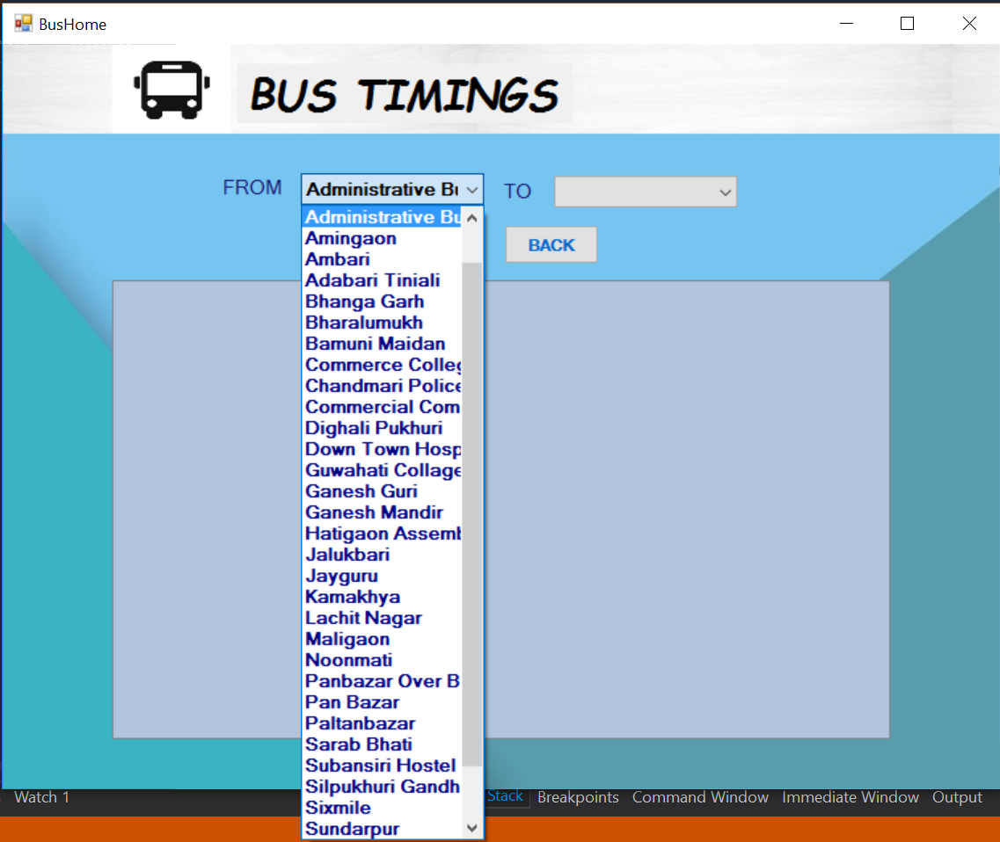 BusHome
BUS TIMINGS
FROM
Administrative Bu
TO
BACK
Administrative Bu
Amingaon
Ambari
Adabari Tiniali
Bhanga Garh
Bharalumukh
Bamuni Maidan
Commerce Colleg
Chandmari Police
Commercial Com
Dighali Pukhuri
Down Town Hosp
Guwahati Collage
Ganesh Guri
Ganesh Mandir
Hatigaon Assemb
Jalukbari
Jayguru
Kamakhya
Lachit Nagar
Maligaon
Noonmati
Panbazar Over B
Pan Bazar
Paltanbazar
Sarab Bhati
Subansiri Hostel
Silpukhuri Gandh
Sixmile
Sundarpur
Watch 1 Stack Breakpoints Command Window Immediate Window Output